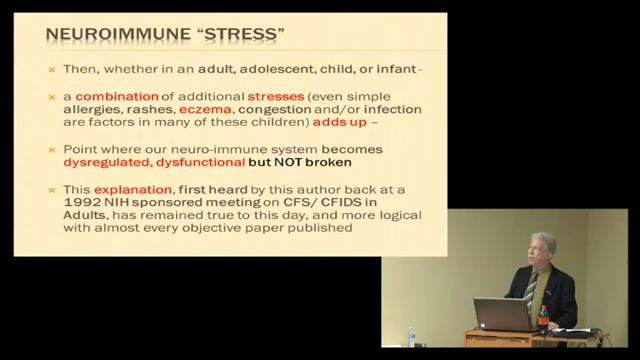 NEUROIMMUNE “STRESS”
Then, whether in an adult, adolescent, child, or infant -
a combination of additional stresses (even simple
allergies, rashes, eczema, congestion and/or infection
are factors in many of these children) adds up –
Point where our neuro-immune system becomes
dysregulated, dysfunctional but NOT broken
This explanation, first heard by this author back at a
1992 NIH sponsored meeting on CFS/ CFIDS in
Adults, has remained true to this day, and more logical
with almost every objective paper published